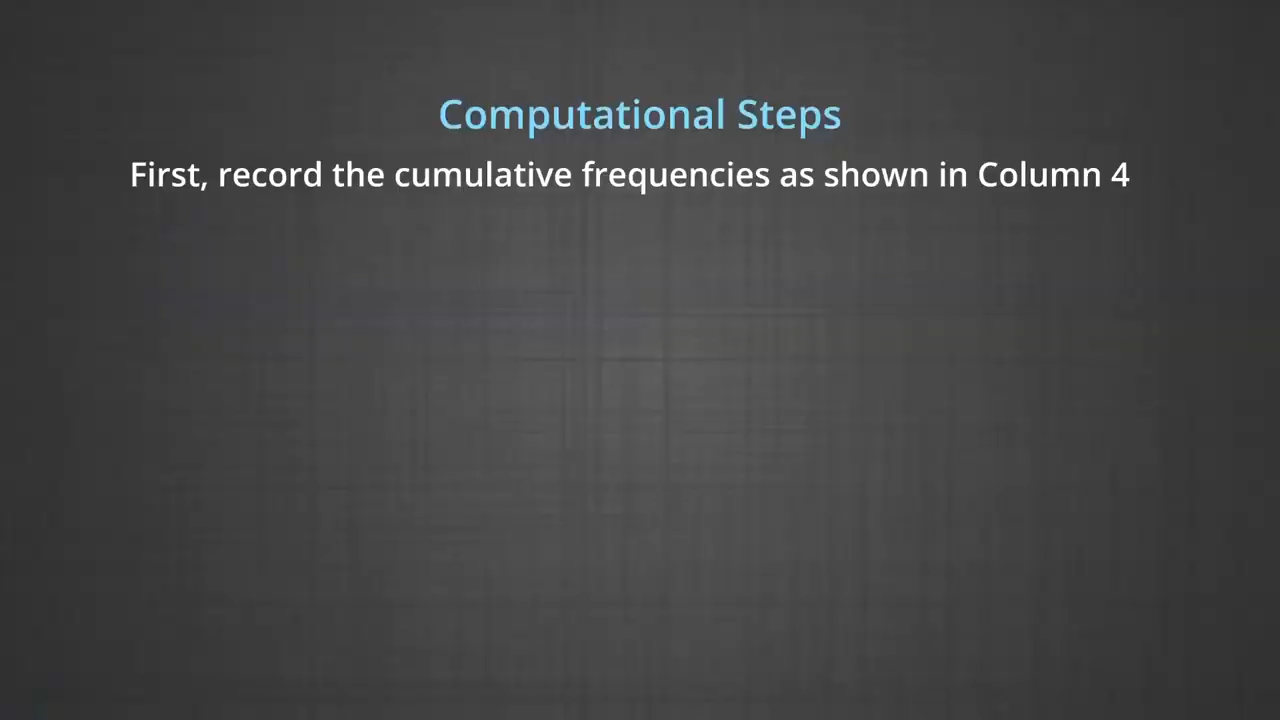 Computational Steps
First, record the cumulative frequencies as shown in Column 4